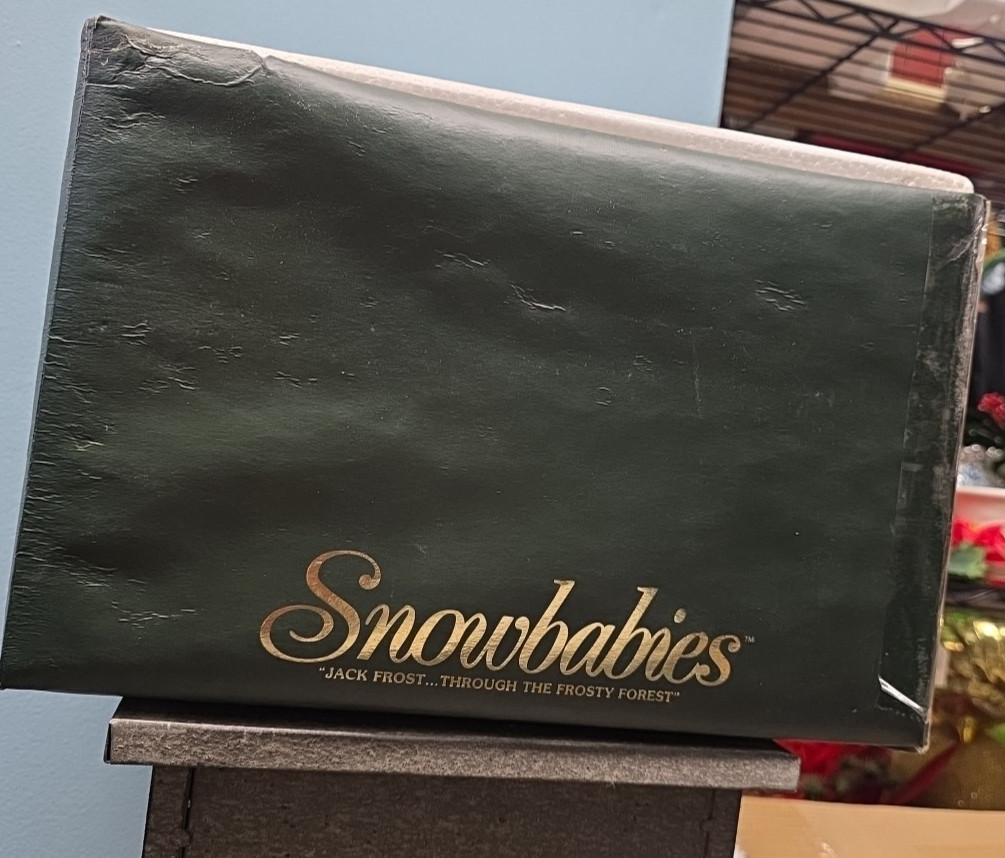 Snowbabies™
"JACK FROST...THROUGH THE FROSTY FOREST"